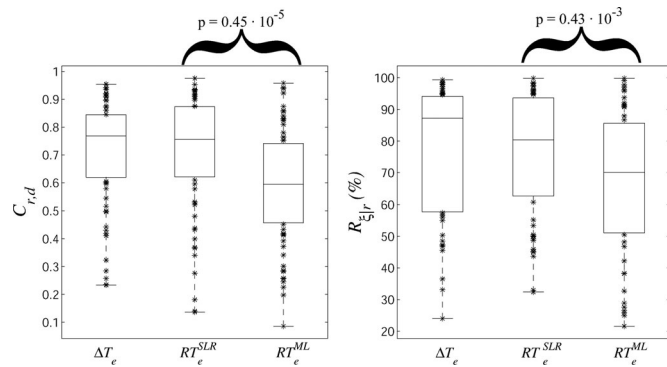 p = 0.45 · 10^-5
1
0.9
0.8
0.7
0.6
0.5
0.4
0.3
0.2
0.1
C_r,d
ΔT_e
RT_e^SLR
RT_e^ML
p = 0.43 · 10^-3
100
90
80
70
60
50
40
30
20
R_ξ|r (%)
ΔT_e
RT_e^SLR
RT_e^ML